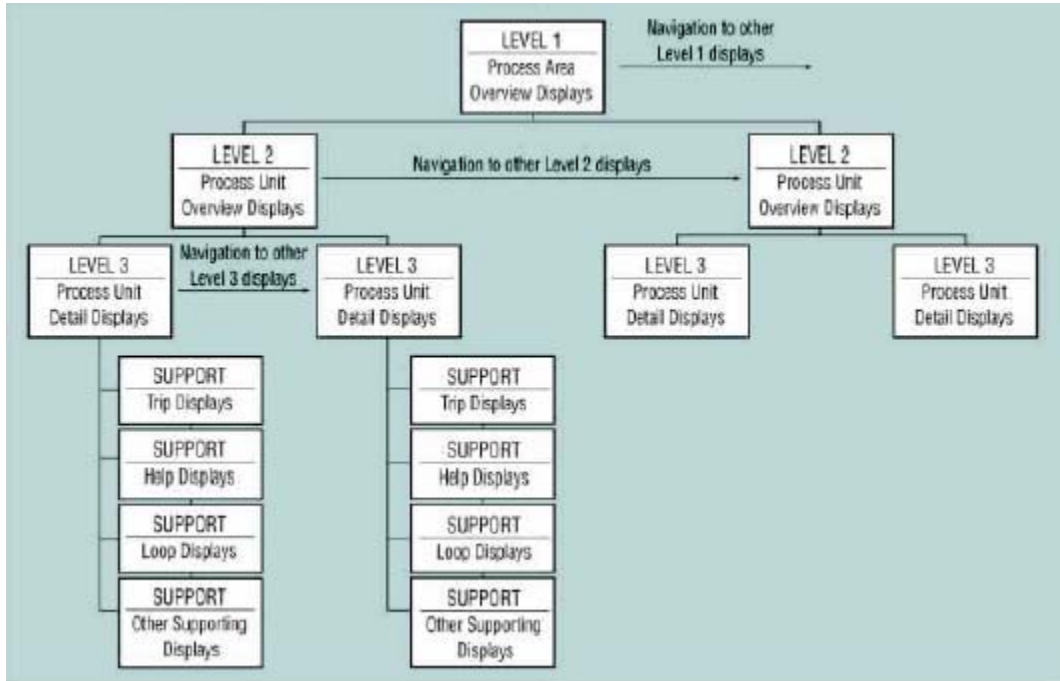 LEVEL 1
Process Area
Overview Displays
Navigation to other
Level 1 displays
LEVEL 2
Process Unit
Overview Displays
Navigation to other Level 2 displays
LEVEL 2
Process Unit
Overview Displays
LEVEL 3
Process Unit
Detail Displays
Navigation to other
Level 3 displays
LEVEL 3
Process Unit
Detail Displays
LEVEL 3
Process Unit
Detail Displays
LEVEL 3
Process Unit
Detail Displays
SUPPORT
Trip Displays
SUPPORT
Help Displays
SUPPORT
Loop Displays
SUPPORT
Other Supporting
Displays
SUPPORT
Trip Displays
SUPPORT
Help Displays
SUPPORT
Loop Displays
SUPPORT
Other Supporting
Displays